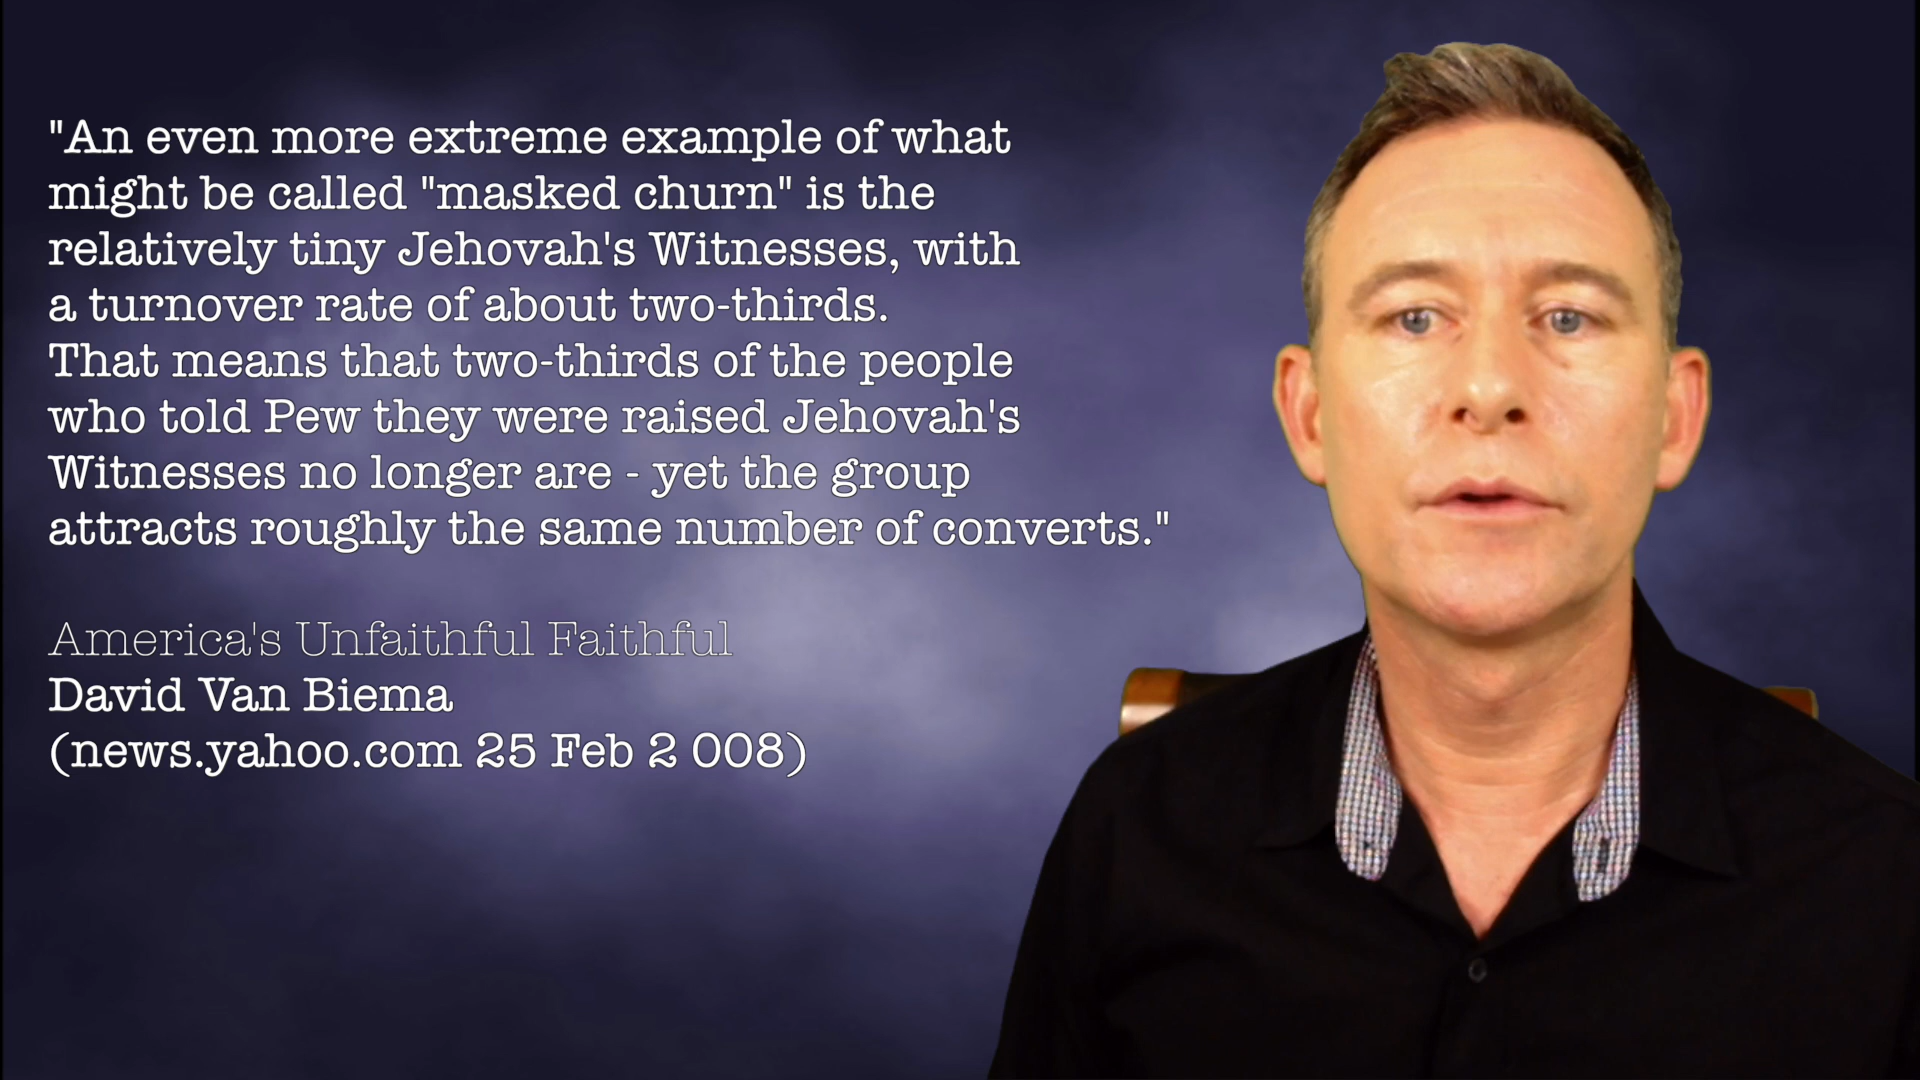 "An even more extreme example of what
might be called "masked churn" is the
relatively tiny Jehovah's Witnesses, with
a turnover rate of about two-thirds.
That means that two-thirds of the people
who told Pew they were raised Jehovah's
Witnesses no longer are - yet the group
attracts roughly the same number of converts."
America's Unfaithful Faithful
David Van Biema
(news.yahoo.com 25 Feb 2 008)